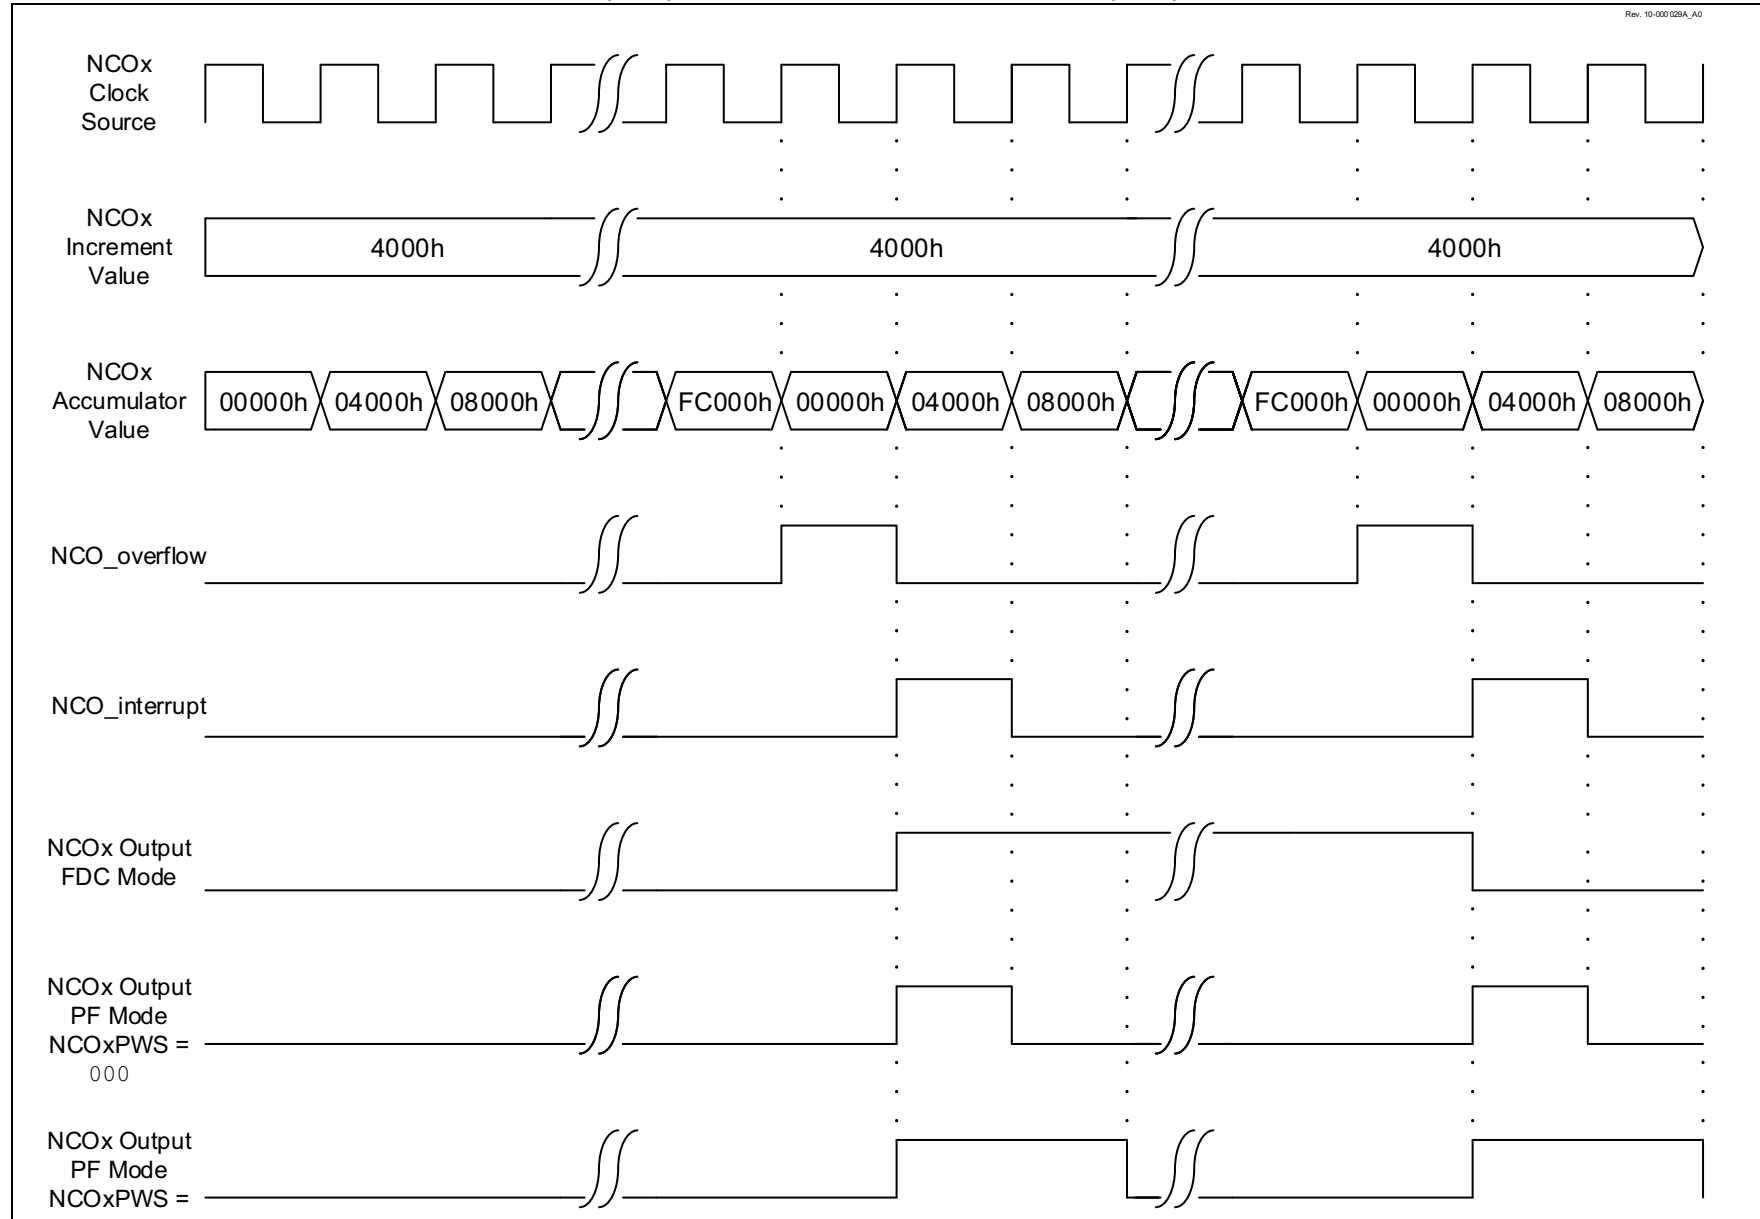 Rev. 10-000029A_A0
NCOx
Clock
Source
NCOx
Increment
Value
4000h
4000h
4000h
NCOx
Accumulator
Value
00000h 04000h 08000h FC000h 00000h 04000h 08000h FC000h 00000h 04000h 08000h
NCO_overflow
NCO_interrupt
NCOx Output
FDC Mode
NCOx Output
PF Mode
NCOxPWS =
000
NCOx Output
PF Mode
NCOxPWS =